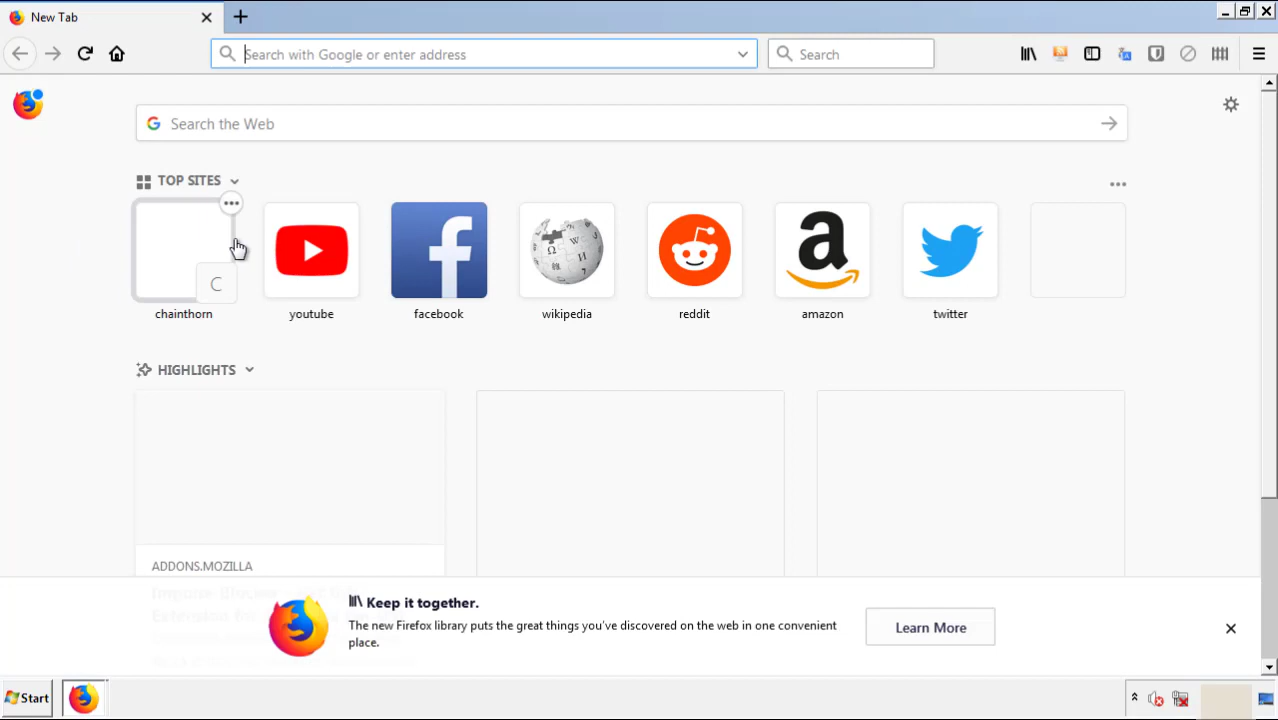 New Tab
Search with Google or enter address
Search
Search the Web
TOP SITES
C
chainthorn
youtube
facebook
wikipedia
reddit
amazon
twitter
HIGHLIGHTS
ADDONS.MOZILLA
Keep it together.
The new Firefox library puts the great things you've discovered on the web in one convenient
place.
Learn More
Start